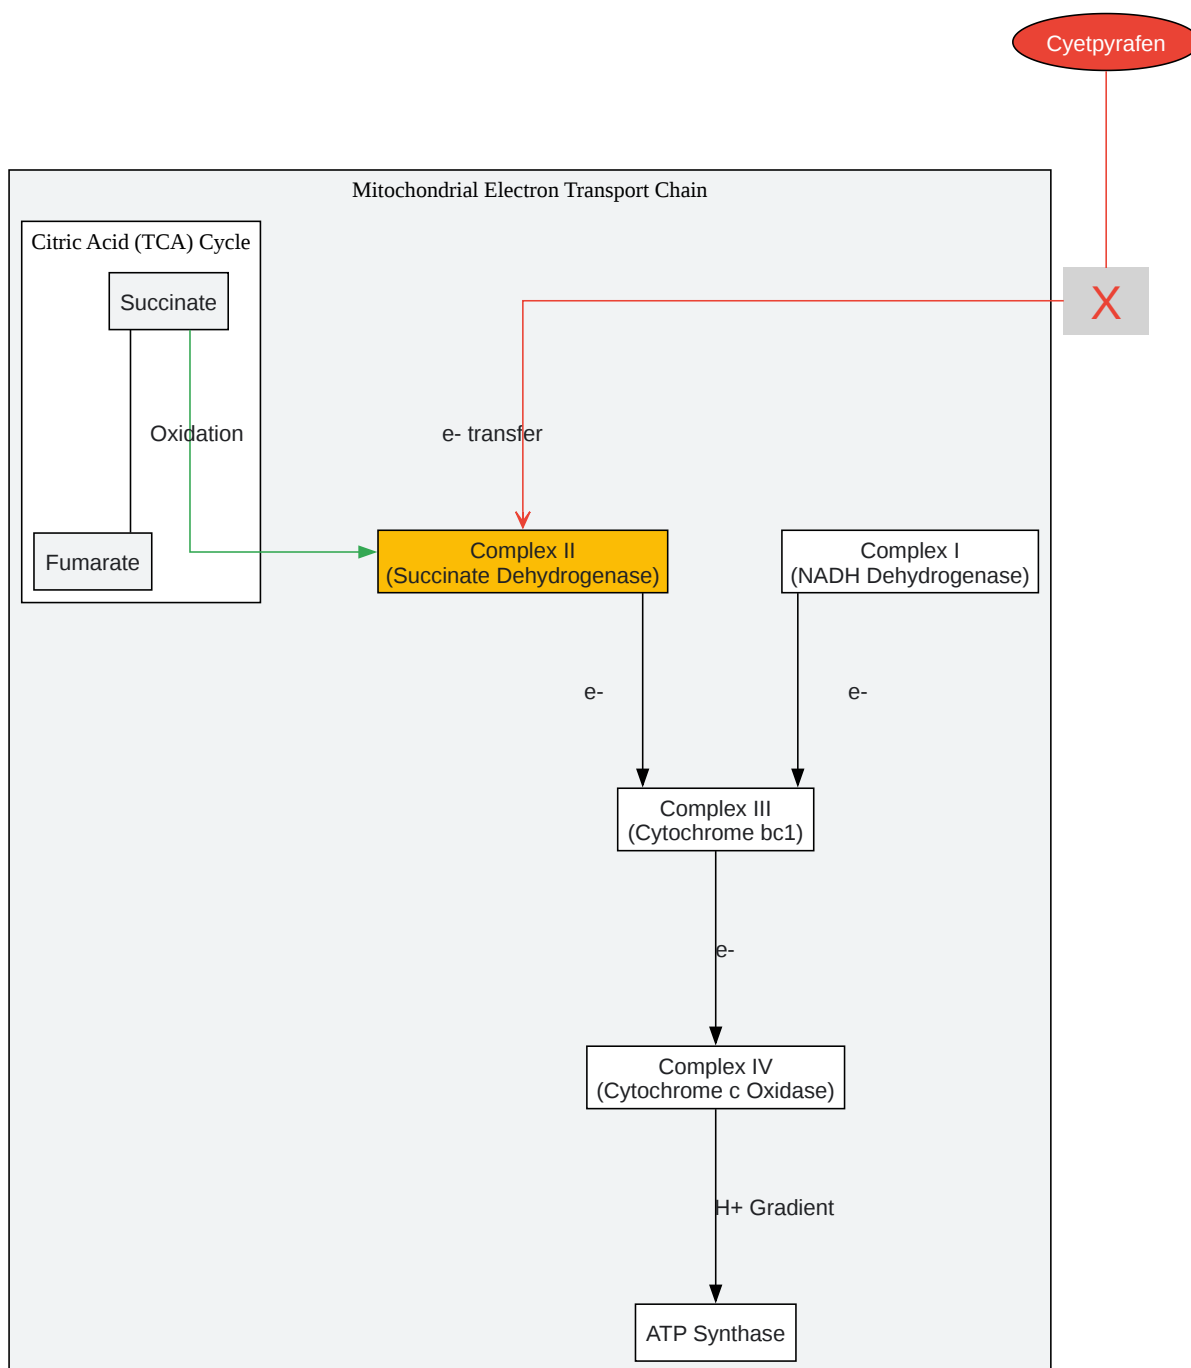 Cyetpyrafen
Mitochondrial Electron Transport Chain
Citric Acid (TCA) Cycle
Succinate
X
Oxidation
e- transfer
Fumarate
Complex II
(Succinate Dehydrogenase)
Complex I
(NADH Dehydrogenase)
e-
e-
Complex III
(Cytochrome bc1)
e-
Complex IV
(Cytochrome c Oxidase)
H+ Gradient
ATP Synthase